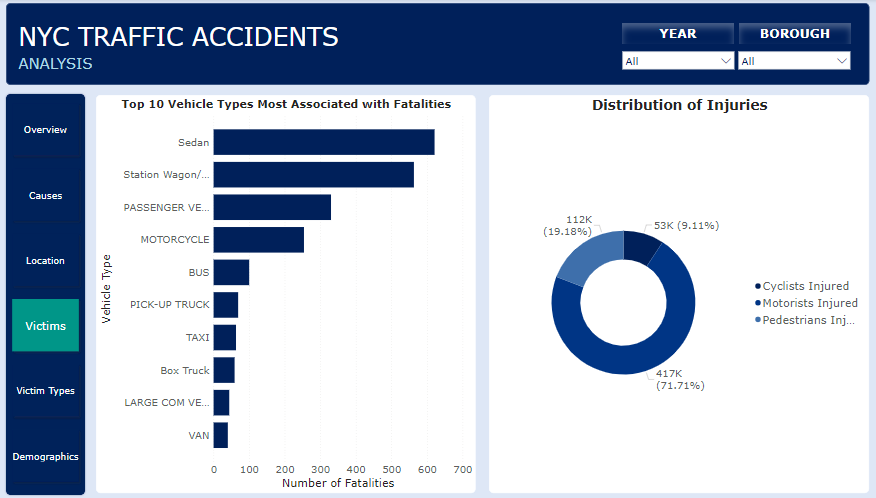 NYC TRAFFIC ACCIDENTS
ANALYSIS
YEAR
BOROUGH
All
All
Overview
Causes
Location
Victims
Victim Types
Demographics
Top 10 Vehicle Types Most Associated with Fatalities
Vehicle Type
Sedan
Station Wagon/...
PASSENGER VE...
MOTORCYCLE
BUS
PICK-UP TRUCK
TAXI
Box Truck
LARGE COM VE...
VAN
0 100 200 300 400 500 600 700
Number of Fatalities
Distribution of Injuries
112K
(19.18%)
53K (9.11%)
417K
(71.71%)
Cyclists Injured
Motorists Injured
Pedestrians Inj...